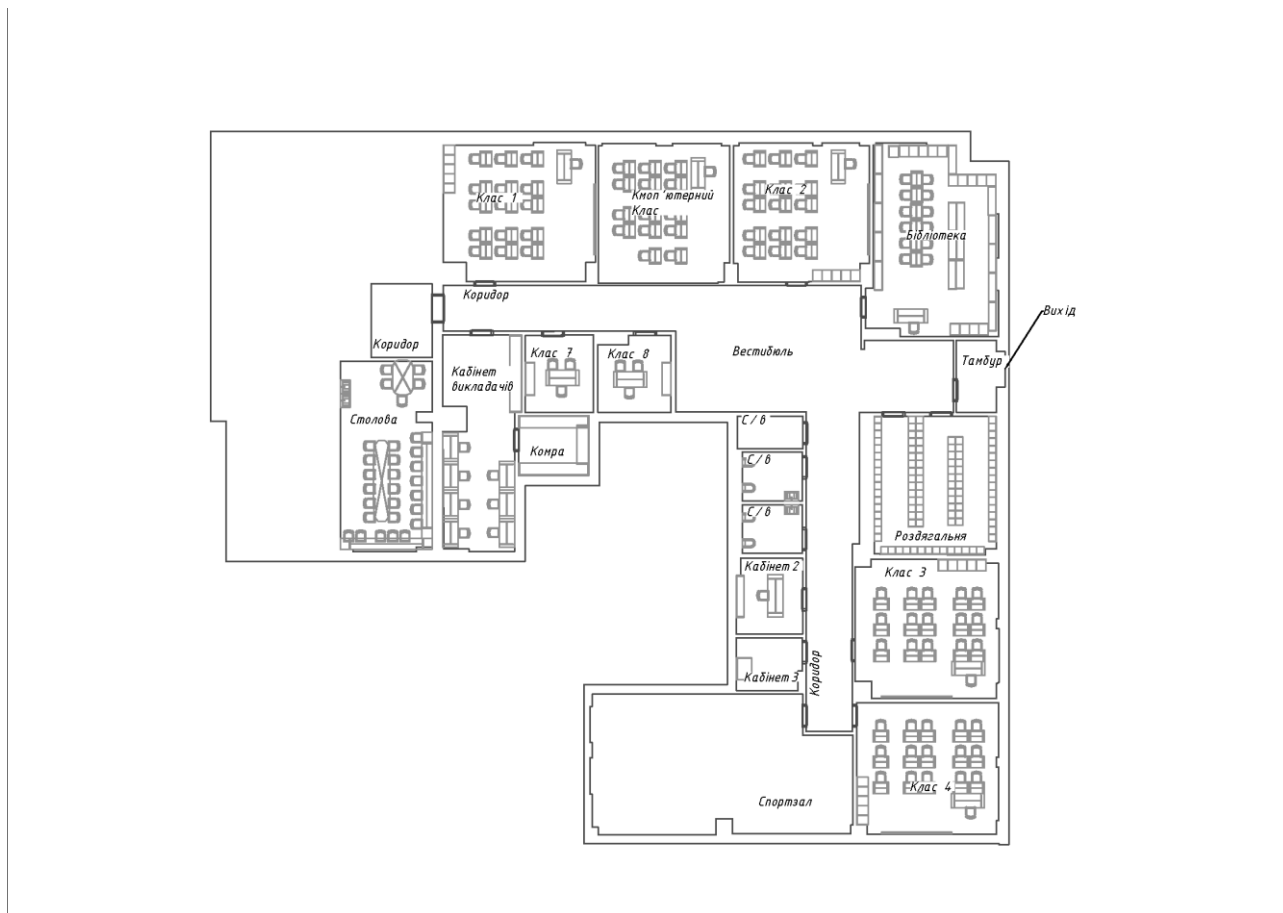 Клас 1
Кмоп'ютерний
Клас
Клас 2
Бібліотека
Коридор
Вихід
Коридор
Кабінет
викладачів
Клас 7
Клас 8
Вестибюль
Тамбур
Столова
Комра
С/в
С/в
С/в
Роздягальня
Кабінет 2
Клас 3
Кабінет 3
Коридор
Клас 4
Спортзал